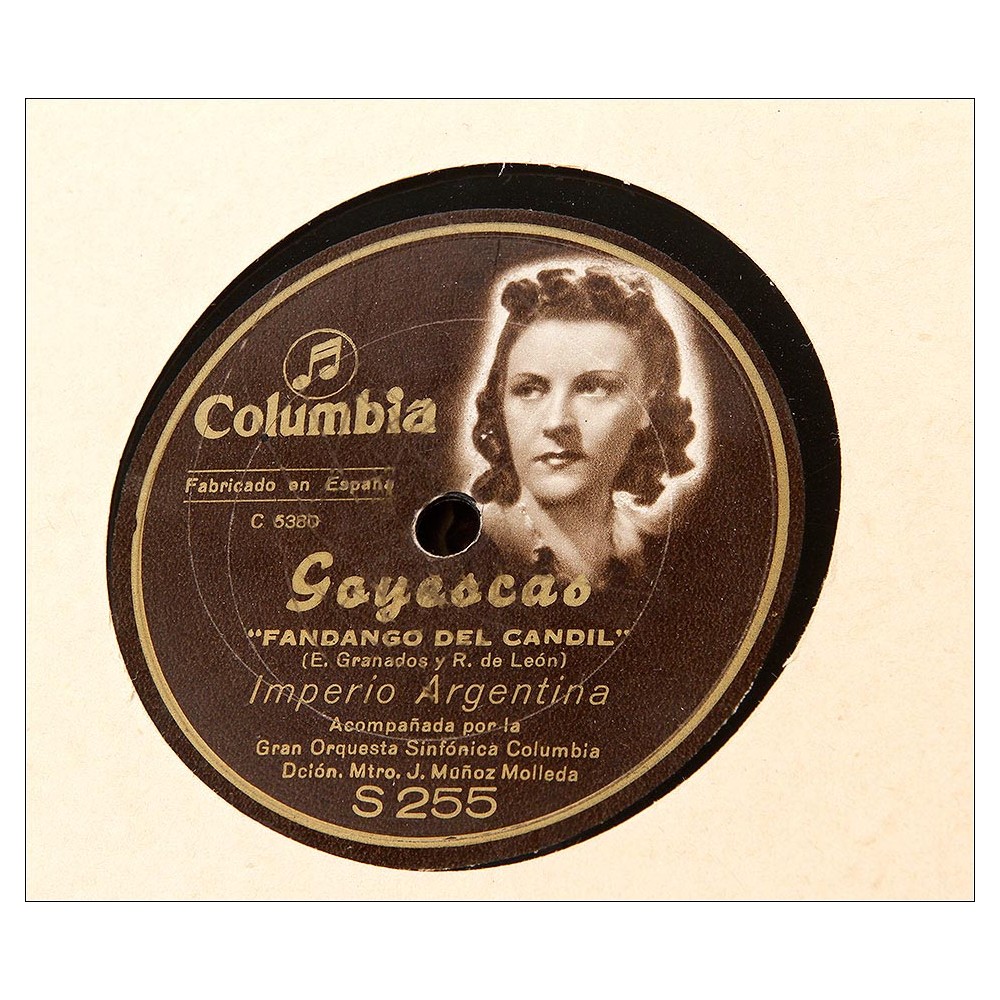 Columbia
Fabricado en España
C 5380
Goyescas
"FANDANGO DEL CANDIL"
(E. Granados y R. de León)
Imperio Argentina
Acompañada por la
Gran Orquesta Sinfónica Columbia
Dción. Mtro. J. Muñoz Molleda
S 255